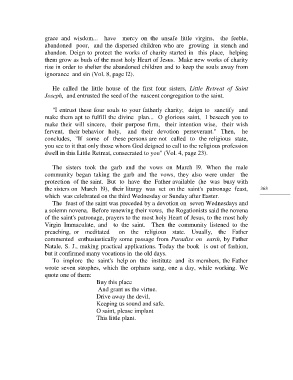 grace and wisdom... have mercy on the unsafe little virgins, the feeble,
abandoned poor, and the dispersed children who are growing in stench and
abandon. Deign to protect the works of charity started in this place, helping
them grow as buds of the most holy Heart of Jesus. Make new works of charity
rise in order to shelter the abandoned children and to keep the souls away from
ignorance and sin (Vol. 8, page 12).
He called the little house of the first four sisters, Little Retreat of Saint
Joseph, and entrusted the seed of the nascent congregation to the saint.
"I entrust these four souls to your fatherly charity; deign to sanctify and
make them apt to fulfill the divine plan.. O glorious saint, I beseech you to
make their will sincere, their purpose firm, their intention wise, their wish
fervent, their behavior holy, and their devotion perseverant." Then, he
concludes, "If some of these persons are not called to the religious state,
you see to it that only those whom God deigned to call to the religious profession
dwell in this Little Retreat, consecrated to you" (Vol. 4, page 23).
The sisters took the garb and the vows on March 19. When the male
community began taking the garb and the vows, they also were under the
protection of the saint. But to have the Father available (he was busy with
the sisters on March 19), their liturgy was set on the saint's patronage feast,
which was celebrated on the third Wednesday or Sunday after Easter.
The feast of the saint was preceded by a devotion on seven Wednesdays and
a solemn novena. Before renewing their vows, the Rogationists said the novena
of the saint's patronage, prayers to the most holy Heart of Jesus, to the most holy
Virgin Immaculate, and to the saint. Then the community listened to the
preaching or meditated on the religious state. Usually, the Father
commented enthusiastically some passage from Paradise on earth, by Father
Natale, S. J., making practical applications. Today the book is out of fashion,
but it confirmed many vocations in the old days.
To implore the saint's help on the institute and its members, the Father
wrote seven strophes, which the orphans sang, one a day, while working. We
quote one of them:
Buy this place
And grant us the virtue.
Drive away the devil,
Keeping us sound and safe.
O saint, please implant
This little plant.